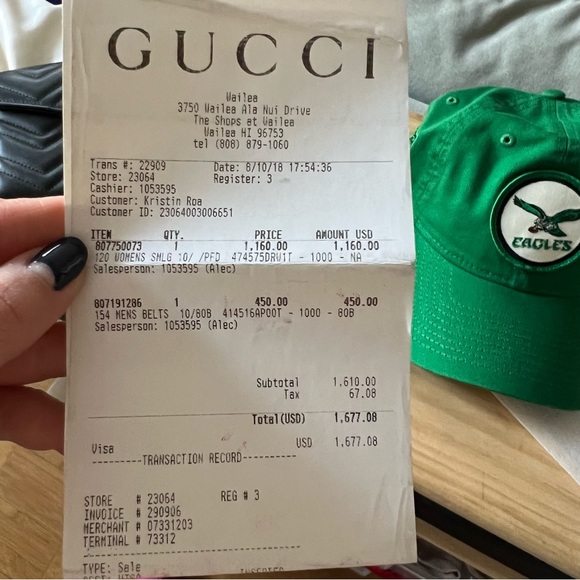 GUCCI
Wailea
3750 Wailea Ala Nui Drive
The Shops at Wailea
Wailea HI 96753
tel (808) 879-1060
Trans #: 22909 Date: 8/10/18 17:54:36
Store: 23064 Register: 3
Cashier: 1053595
Customer: Kristin Roa
Customer ID: 23064003006651
ITEM QTY. PRICE AMOUNT USD
807750073 1 1,160.00 1,160.00
120 WOMENS SMLG 10/ /PFD 474575DRW1T - 1000 - NA
Salesperson: 1053595 (Alec)
807191286 1 450.00 450.00
154 MENS BELTS 10/80B 414516AP00T - 1000 - 80B
Salesperson: 1053595 (Alec)
Subtotal 1,610.00
Tax 67.08
Total(USD) 1,677.08
Visa USD 1,677.08
------TRANSACTION RECORD------
STORE # 23064 REG # 3
INVOICE # 290906
MERCHANT # 07331203
TERMINAL # 73312
TYPE: Sale
INSERTED
EAGLES